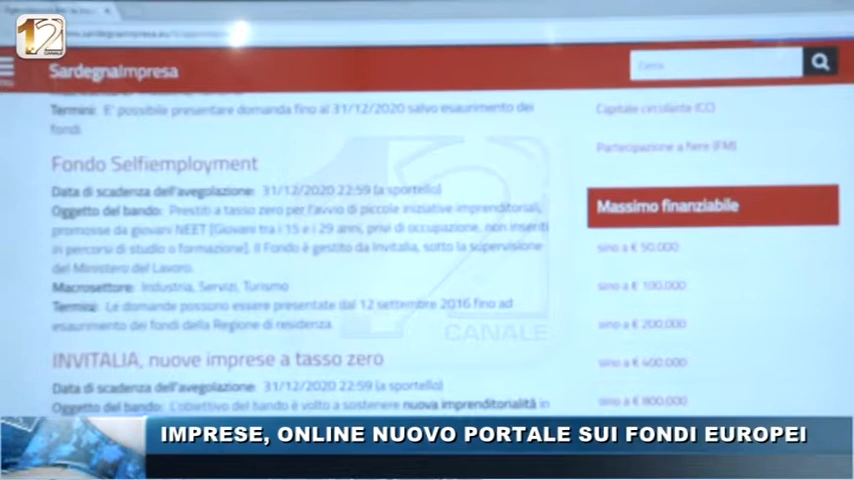 12
CANALE
SardegnaImpresa
Cerca
Termini: E' possibile presentare domanda fino al 31/12/2020 salvo esaurimento dei
fondi
Capitale circolante (CC)
Partecipazione a fiere (FM)
Fondo Selfiemployment
Data di scadenza dell'avegolazione: 31/12/2020 22:59 (a sportello)
Oggetto del bando: Prestiti a tasso zero per l'avvio di piccole iniziative imprenditoriali,
promosse da giovani NEET [Giovani tra i 15 e i 29 anni, privi di occupazione, non inseriti
in percorsi di studio o formazione]. Il Fondo è gestito da Invitalia, sotto la supervisione
del Ministero del Lavoro.
Macrosettore: Industria, Servizi, Turismo
Termini: Le domande possono essere presentate dal 12 settembre 2016 fino ad
esaurimento dei fondi della Regione di residenza.
Massimo finanziabile
sino a € 50.000
sino a € 100.000
sino a € 200.000
sino a € 400.000
sino a € 800.000
12
CANALE
INVITALIA, nuove imprese a tasso zero
Data di scadenza dell'avegolazione: 31/12/2020 22:59 (a sportello)
Oggetto del bando: L'obiettivo del bando è volto a sostenere nuova imprenditorialità in
IMPRESE, ONLINE NUOVO PORTALE SUI FONDI EUROPEI